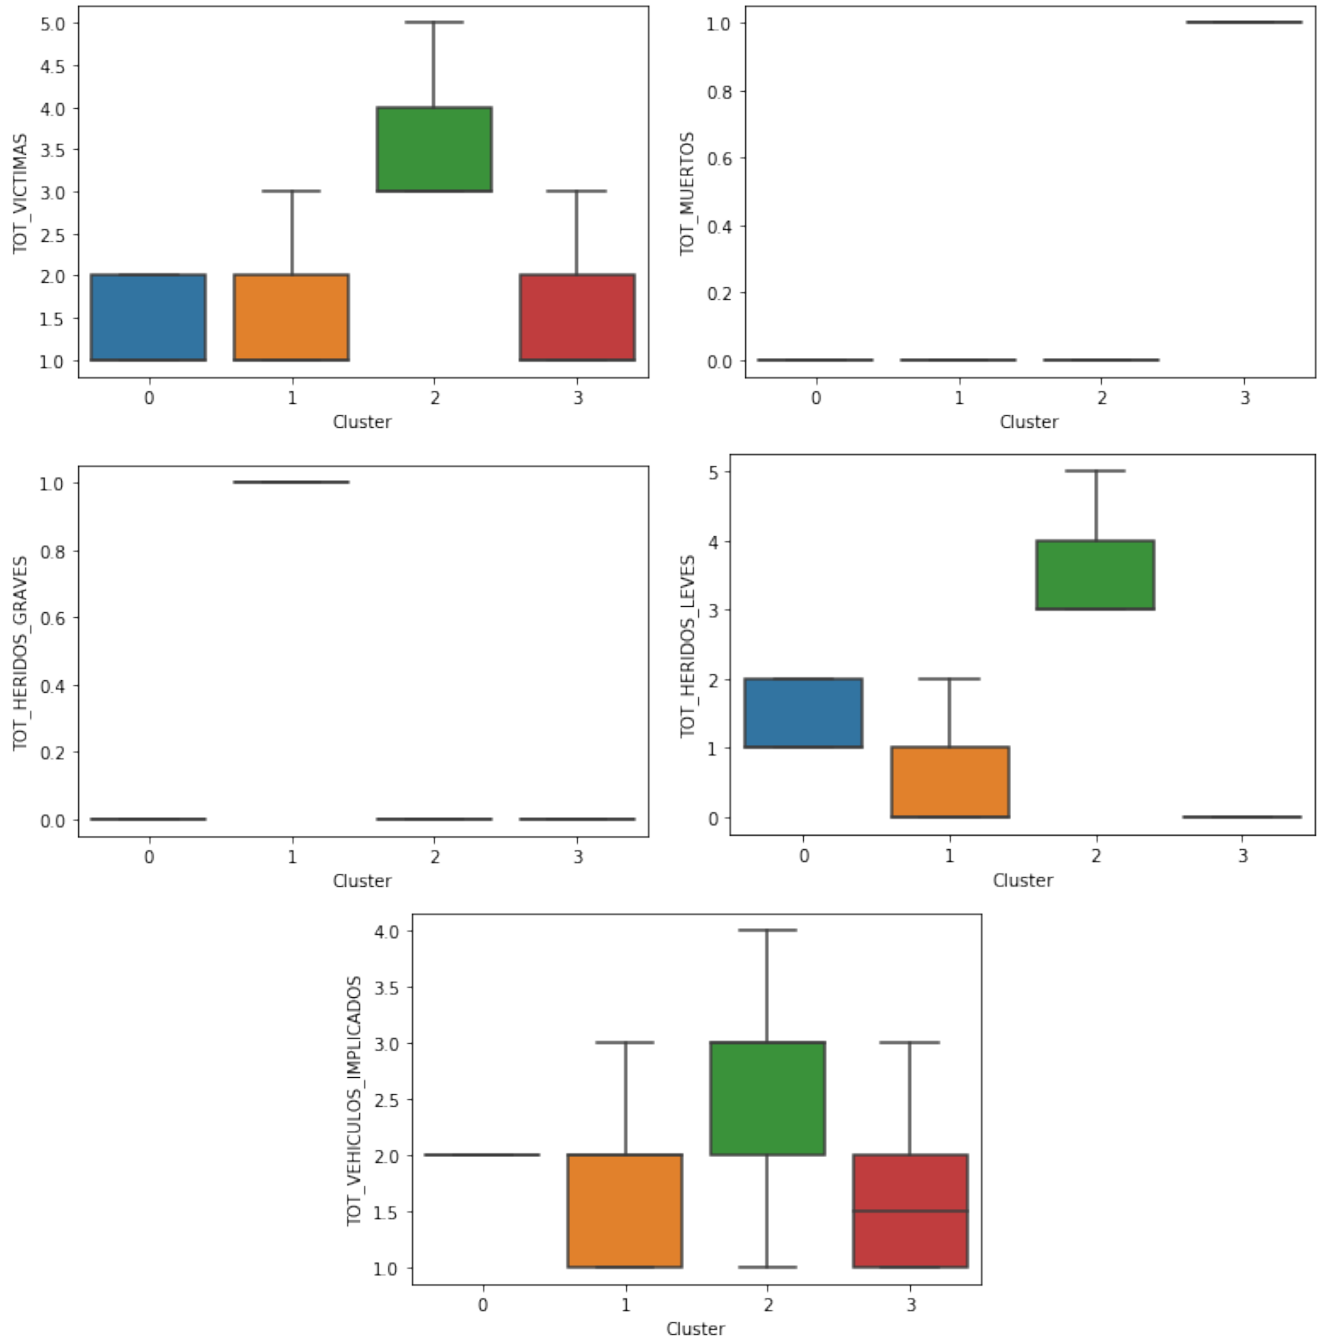 TOT_VICTIMAS
5.0
4.5
4.0
3.5
3.0
2.5
2.0
1.5
1.0
0 1 2 3
Cluster
TOT_MUERTOS
1.0
0.8
0.6
0.4
0.2
0.0
0 1 2 3
Cluster
TOT_HERIDOS_GRAVES
1.0
0.8
0.6
0.4
0.2
0.0
0 1 2 3
Cluster
TOT_HERIDOS_LEVES
5
4
3
2
1
0
0 1 2 3
Cluster
TOT_VEHICULOS_IMPLICADOS
4.0
3.5
3.0
2.5
2.0
1.5
1.0
0 1 2 3
Cluster